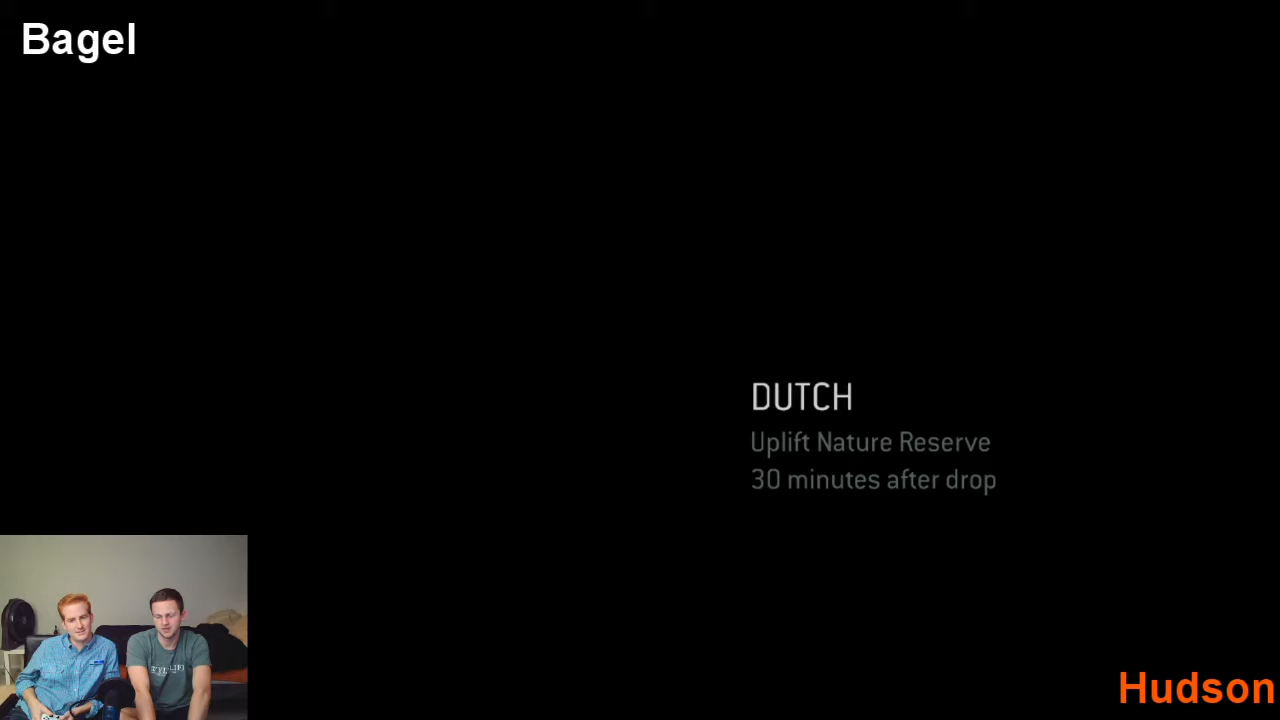 Bagel
DUTCH
Uplift Nature Reserve
30 minutes after drop
Hudson